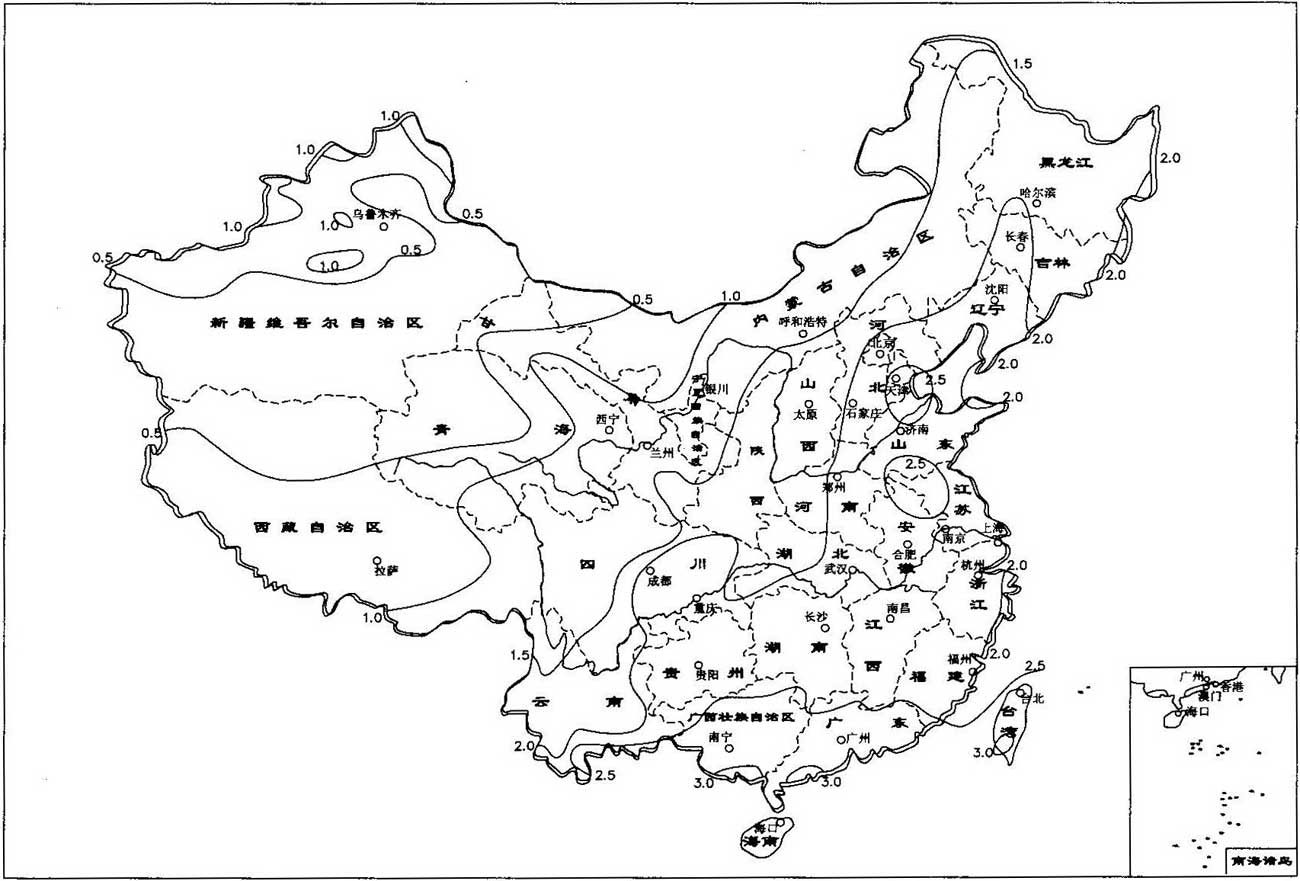 1.5
1.0
1.0
2.0
黑龙江
哈尔滨
乌鲁木齐
1.0
1.0
0.5
长春
内蒙古自治区
0.5
0.5
1.0
吉林
2.0
沈阳
0.5
1.0
辽宁
新疆维吾尔自治区
甘
呼和浩特
河
北京
2.0
2.0
宁夏回族自治区
银川
山
北
天津
2.5
2.0
肃
太原
石家庄
0.5
青
海
西宁
济南
兰州
陕
西
山
东
2.5
郑州
江
西
河
南
苏
西藏自治区
安
上海
南京
湖
北
合肥
拉萨
四
川
成都
武汉
徽
杭州
2.0
浙
重庆
江
1.0
长沙
南昌
江
湖
南
1.5
贵
州
贵阳
西
福
建
福州
2.0
2.5
云
南
台北
广西壮族自治区
广
东
台
南宁
广州
湾
2.0
3.0
2.5
3.0
3.0
海口
海南
广州
香港
澳门
海口
南海诸岛